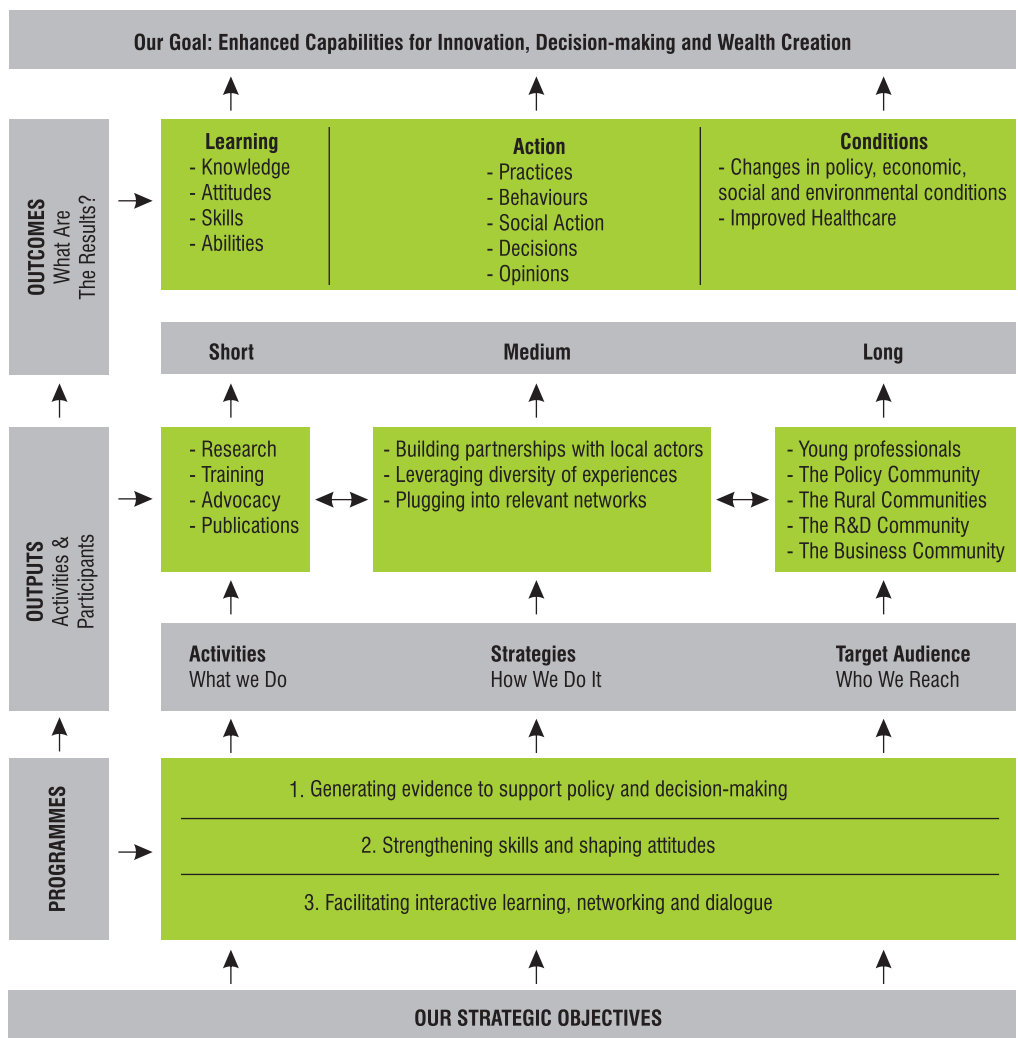 Our Goal: Enhanced Capabilities for Innovation, Decision-making and Wealth Creation
OUTCOMES
What Are
The Results?
Learning
- Knowledge
- Attitudes
- Skills
- Abilities
Action
- Practices
- Behaviours
- Social Action
- Decisions
- Opinions
Conditions
- Changes in policy, economic,
social and environmental conditions
- Improved Healthcare
Short
Medium
Long
OUTPUTS
Activities &
Participants
- Research
- Training
- Advocacy
- Publications
- Building partnerships with local actors
- Leveraging diversity of experiences
- Plugging into relevant networks
- Young professionals
- The Policy Community
- The Rural Communities
- The R&D Community
- The Business Community
Activities
What we Do
Strategies
How We Do It
Target Audience
Who We Reach
PROGRAMMES
1. Generating evidence to support policy and decision-making
2. Strengthening skills and shaping attitudes
3. Facilitating interactive learning, networking and dialogue
OUR STRATEGIC OBJECTIVES